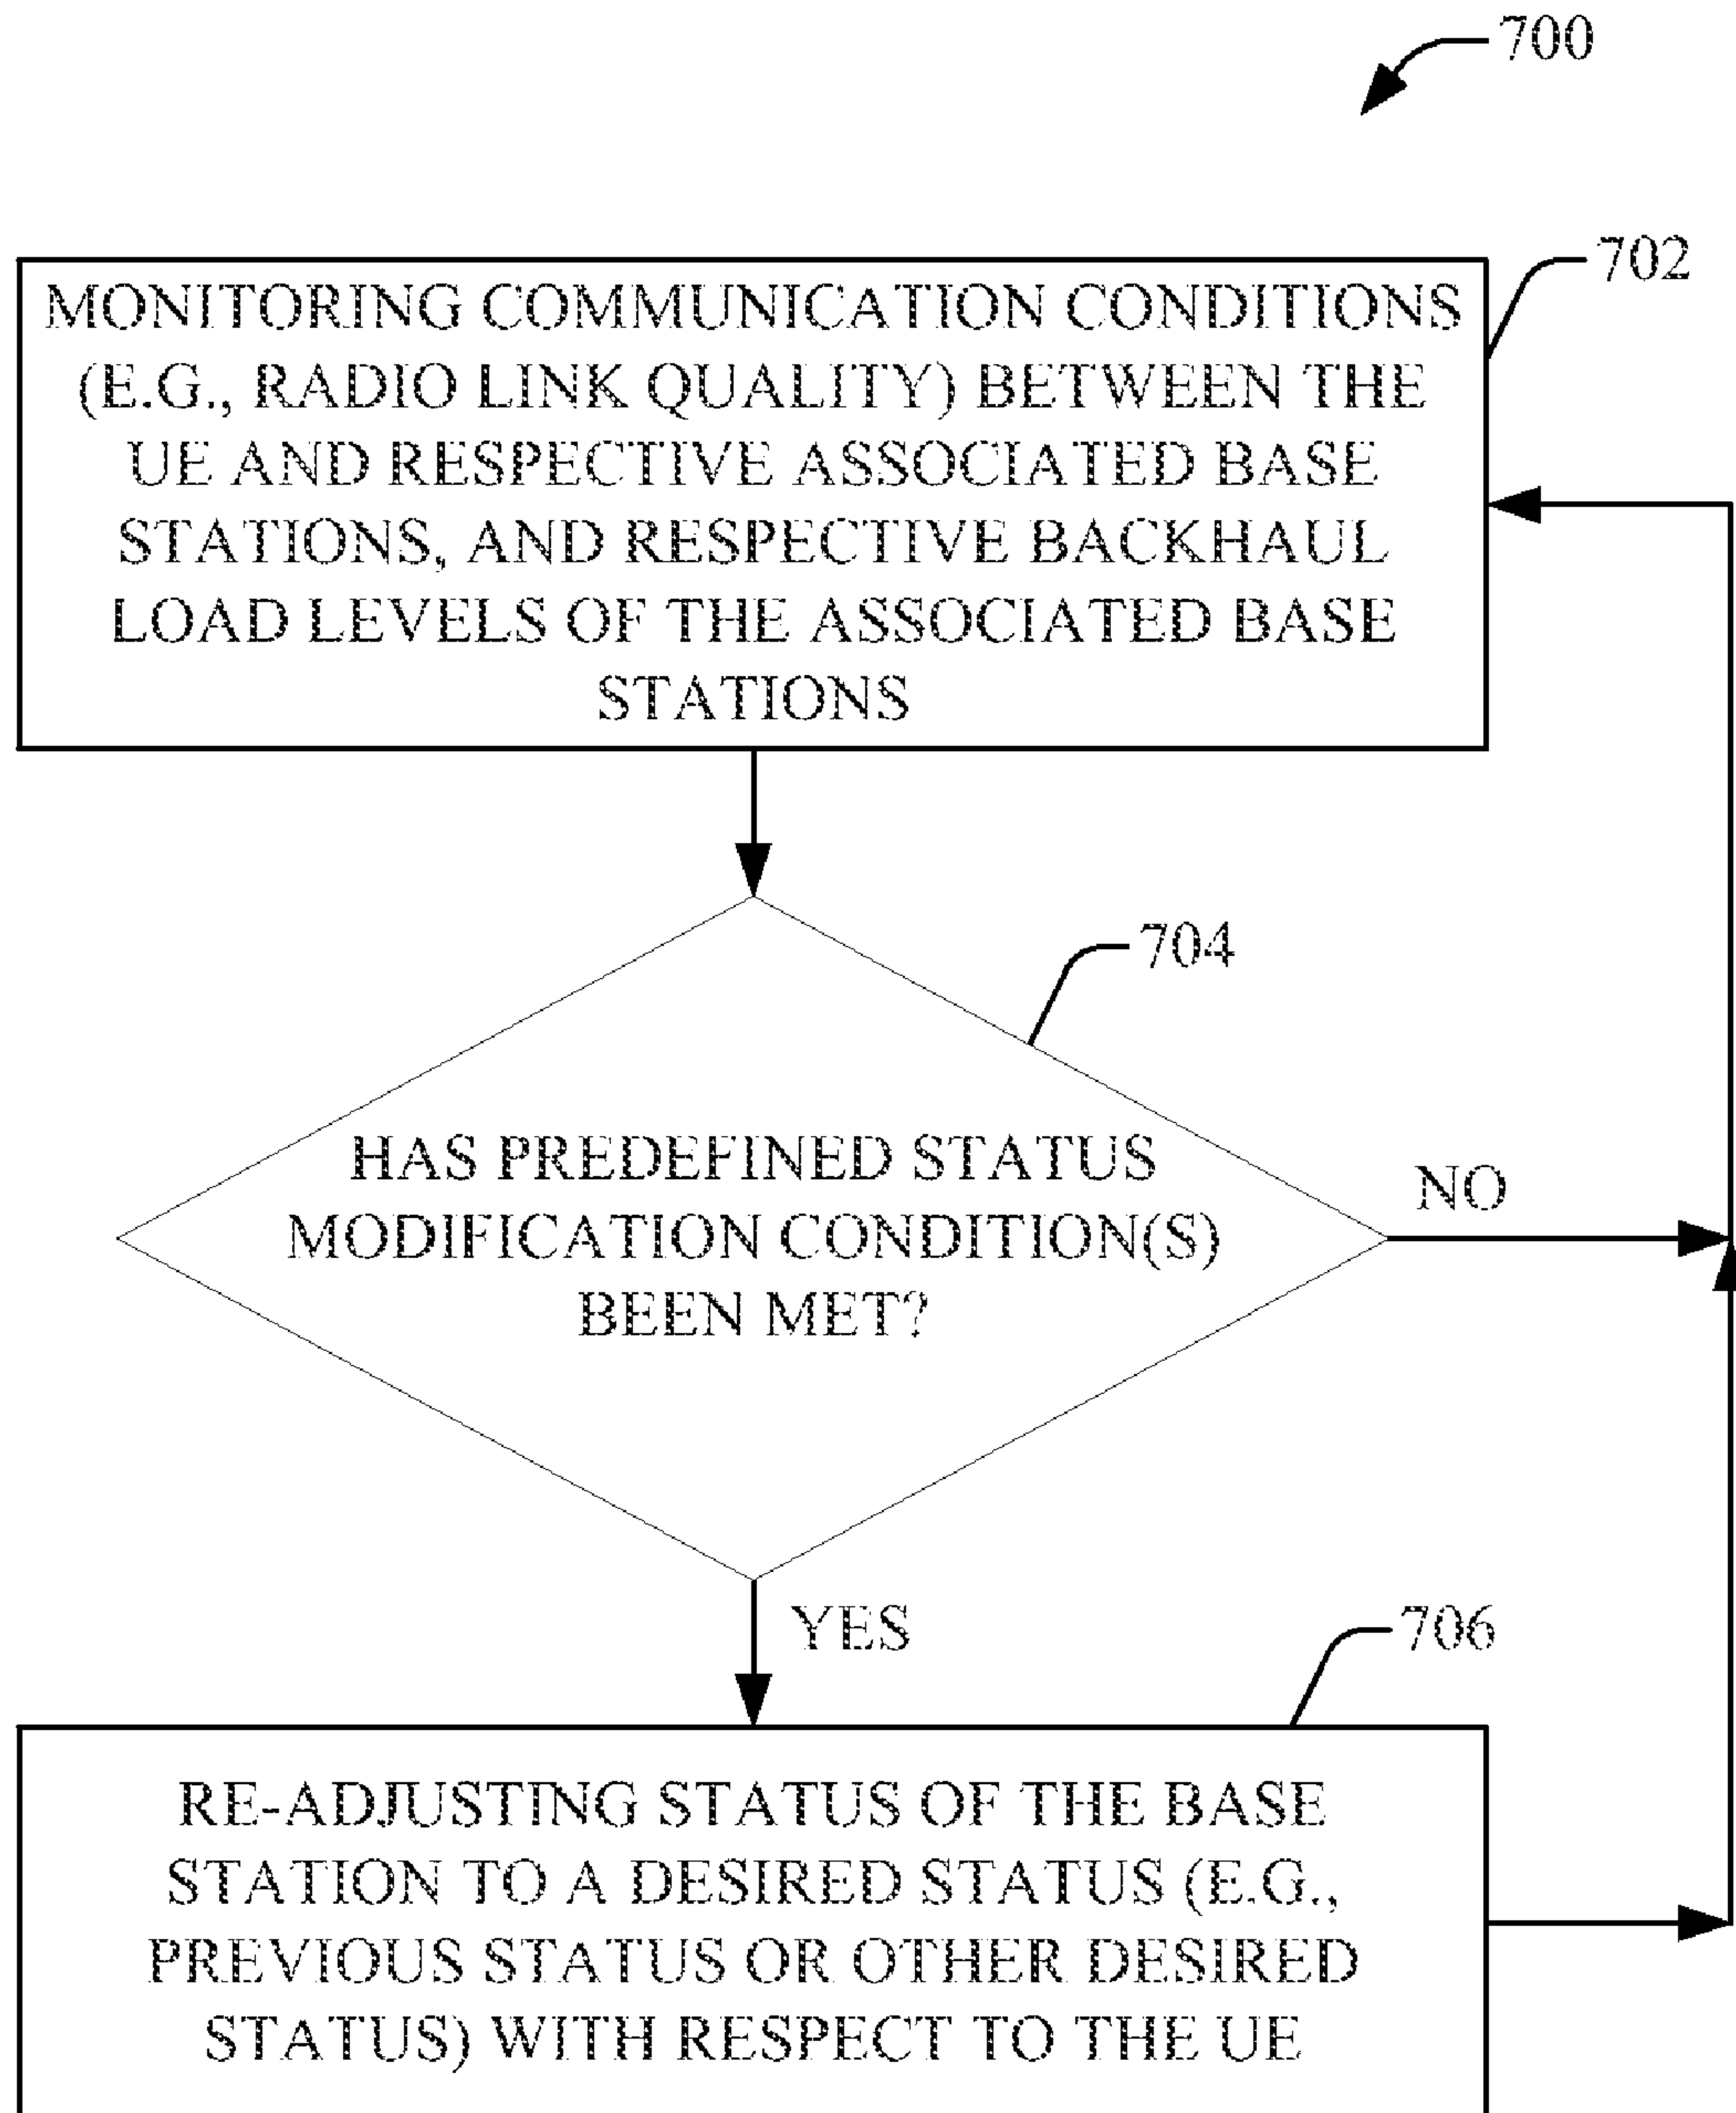 700
702
MONITORING COMMUNICATION CONDITIONS
(E.G., RADIO LINK QUALITY) BETWEEN THE
UE AND RESPECTIVE ASSOCIATED BASE
STATIONS, AND RESPECTIVE BACKHAUL
LOAD LEVELS OF THE ASSOCIATED BASE
STATIONS
704
HAS PREDEFINED STATUS
MODIFICATION CONDITION(S)
BEEN MET?
NO
YES
706
RE-ADJUSTING STATUS OF THE BASE
STATION TO A DESIRED STATUS (E.G.,
PREVIOUS STATUS OR OTHER DESIRED
STATUS) WITH RESPECT TO THE UE